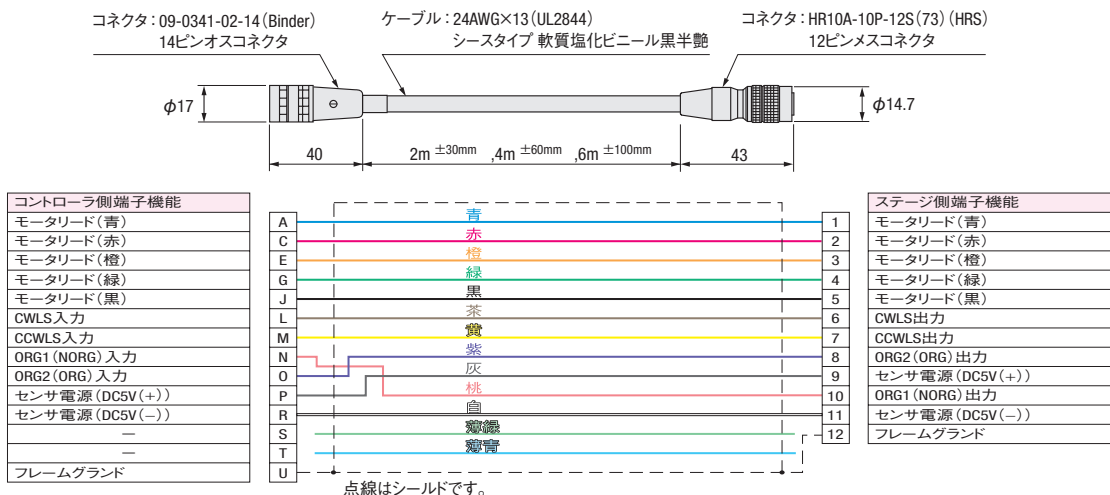 コネクタ：09-0341-02-14(Binder)
14ピンオスコネクタ
ケーブル：24AWG×13(UL2844)
シースタイプ 軟質塩化ビニール黒半艶
コネクタ：HR10A-10P-12S(73)(HRS)
12ピンメスコネクタ
φ17
φ14.7
40
2m ±30mm ,4m ±60mm ,6m ±100mm
43
コントローラ側端子機能
モータリード(青)
モータリード(赤)
モータリード(橙)
モータリード(緑)
モータリード(黒)
CWLS入力
CCWLS入力
ORG1(NORG)入力
ORG2(ORG)入力
センサ電源(DC5V(+))
センサ電源(DC5V(−))
−
−
フレームグランド
A
C
E
G
J
L
M
N
O
P
R
S
T
U
青
赤
橙
緑
黒
茶
黄
紫
灰
桃
白
薄緑
薄青
1
2
3
4
5
6
7
8
9
10
11
12
ステージ側端子機能
モータリード(青)
モータリード(赤)
モータリード(橙)
モータリード(緑)
モータリード(黒)
CWLS出力
CCWLS出力
ORG2(ORG)出力
センサ電源(DC5V(+))
ORG1(NORG)出力
センサ電源(DC5V(−))
フレームグランド
点線はシールドです。